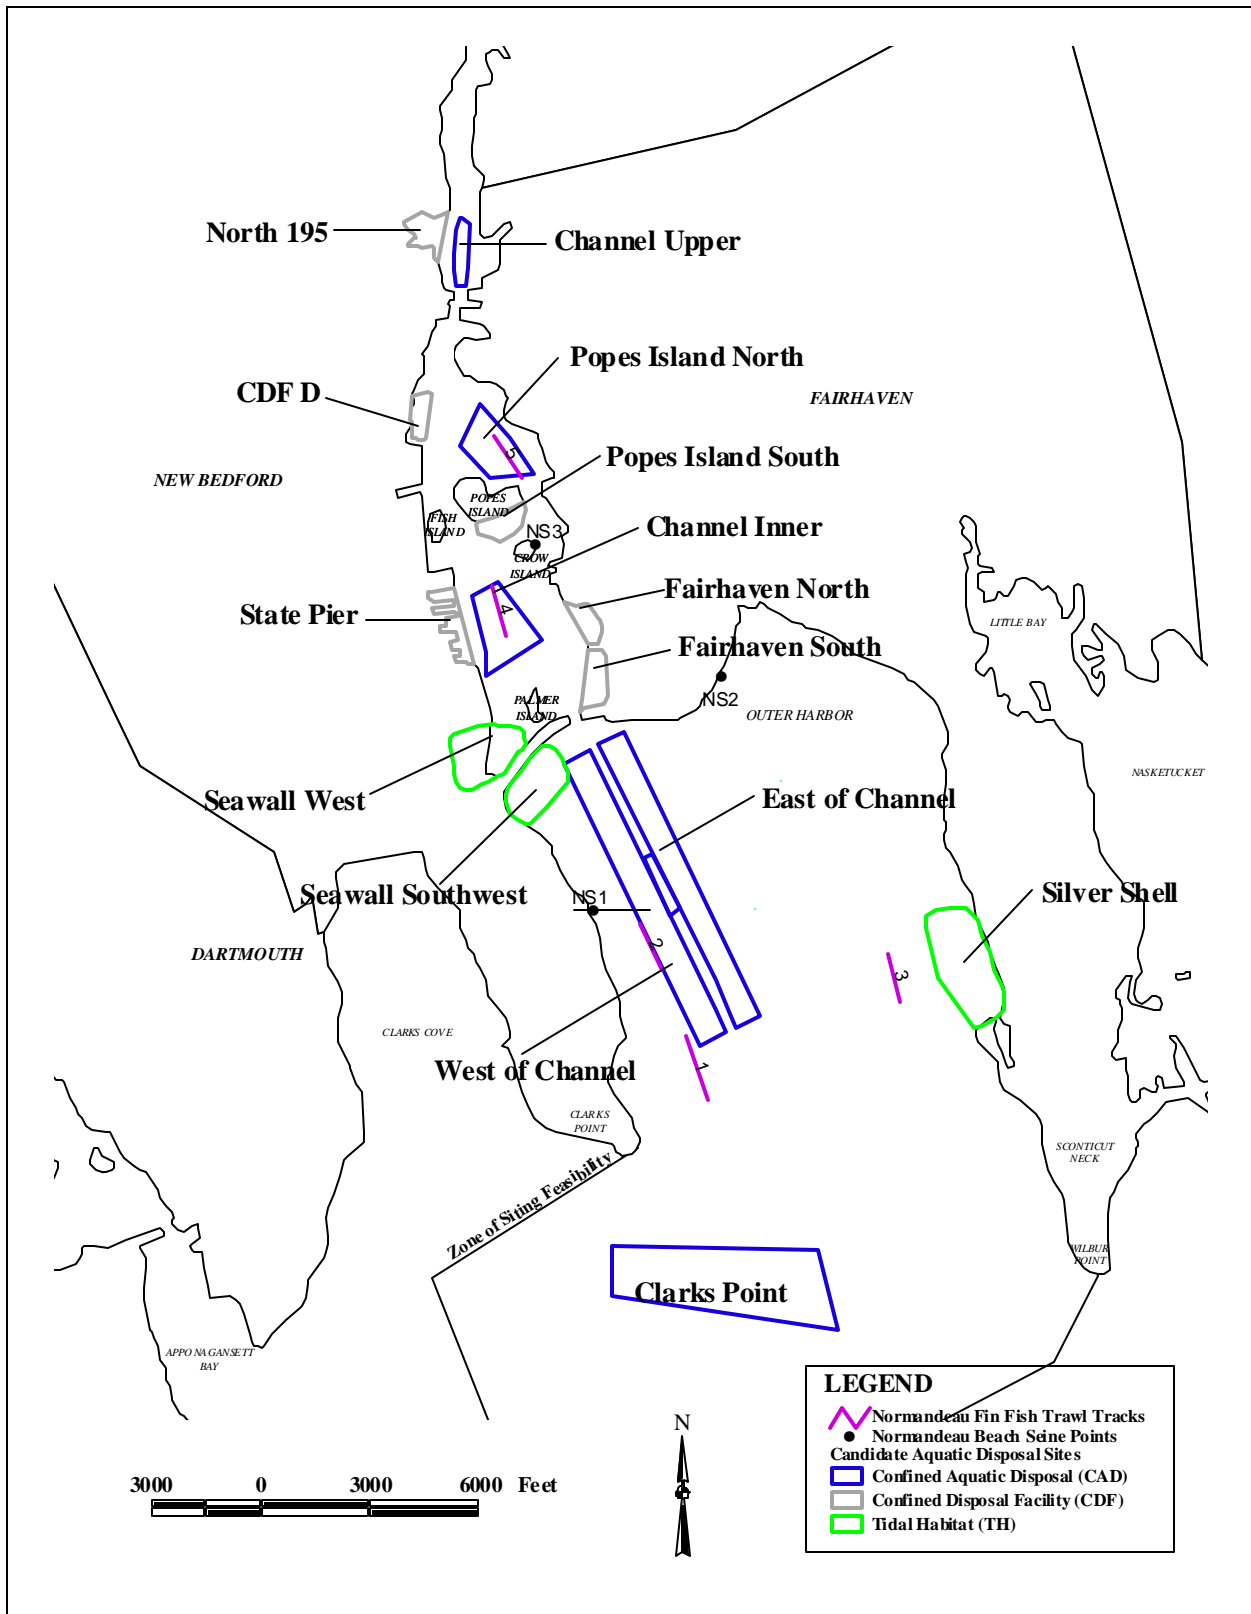 North 195
Channel Upper
Popes Island North
CDF D
FAIRHAVEN
5
Popes Island South
NEW BEDFORD
POPES
ISLAND
FISH
ISLAND
Channel Inner
NS3
CROW
ISLAND
Fairhaven North
4
State Pier
LITTLE BAY
Fairhaven South
NS2
PALMER
ISLAND
OUTER HARBOR
NASKETUCKET
Seawall West
East of Channel
Seawall Southwest
NS1
Silver Shell
2
DARTMOUTH
3
CLARKS COVE
West of Channel
1
CLARKS
POINT
SCONTICUT
NECK
Zone of Siting Feasibility
WILBUR
POINT
Clarks Point
APPONAGANSETT
BAY
LEGEND
Normandeau Fin Fish Trawl Tracks
Normandeau Beach Seine Points
Candidate Aquatic Disposal Sites
Confined Aquatic Disposal (CAD)
Confined Disposal Facility (CDF)
Tidal Habitat (TH)
N
3000 0 3000 6000 Feet